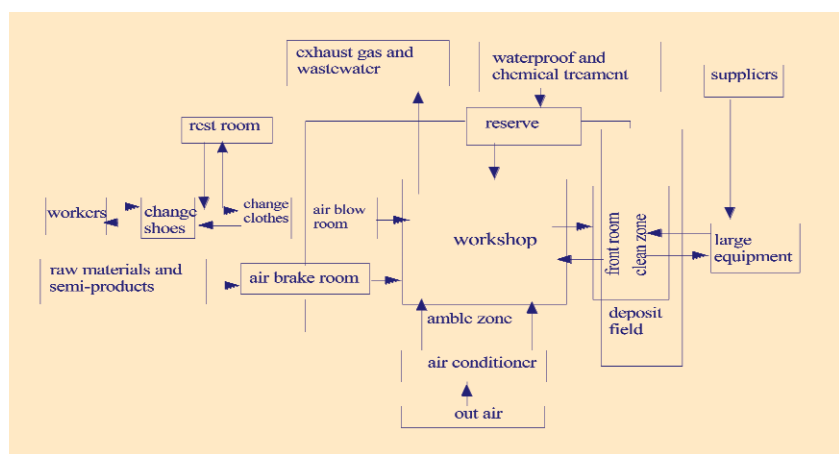 exhaust gas and
wastewater
waterproof and
chemical treament
suppliers
rest room
reserve
workers
change
shoes
change
clothes
air blow
room
workshop
front room
clean zone
large
equipment
raw materials and
semi-products
air brake room
deposit
field
amble zone
air conditioner
out air